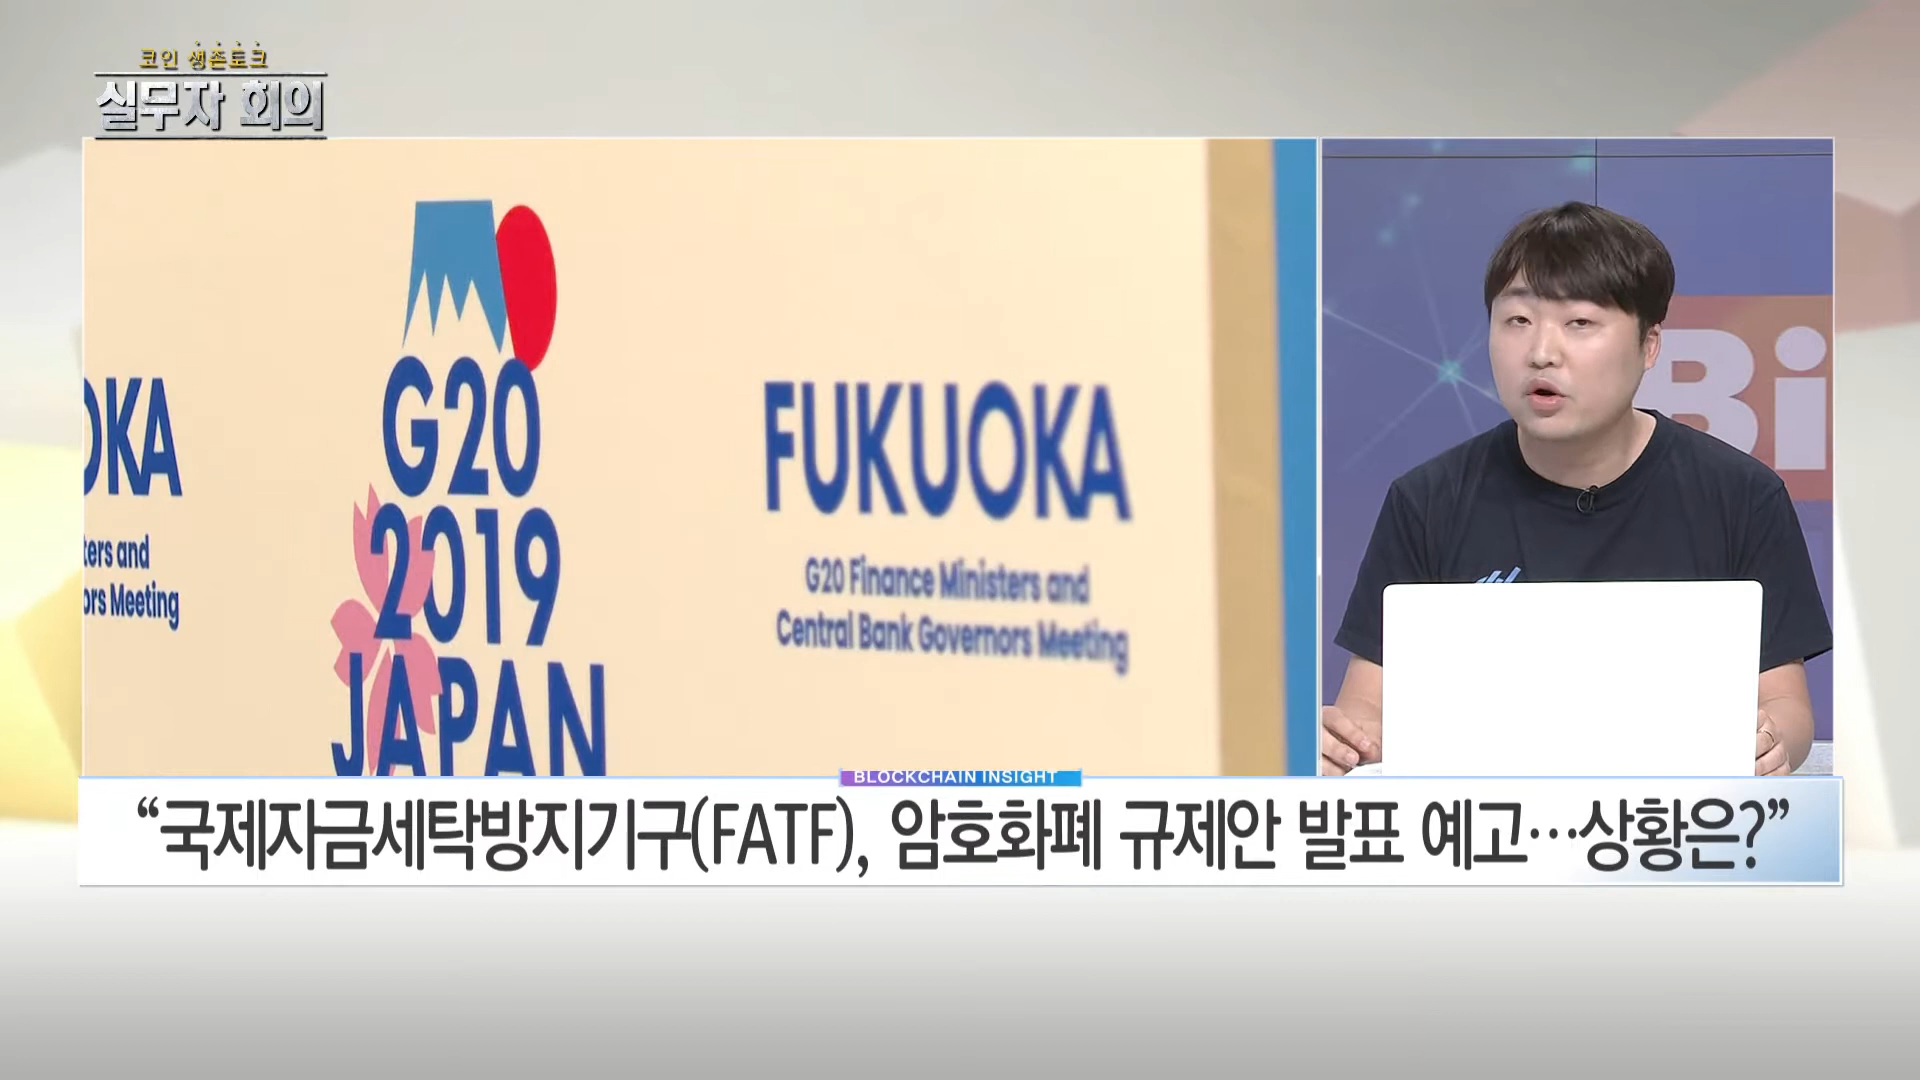 코인 생존토크
실무자 회의
OKA
ters and
ors Meeting
G20
2019
JAPAN
FUKUOKA
G20 Finance Ministers and
Central Bank Governors Meeting
Bi
BLOCKCHAIN INSIGHT
“국제자금세탁방지기구(FATF), 암호화폐 규제안 발표 예고…상황은?”